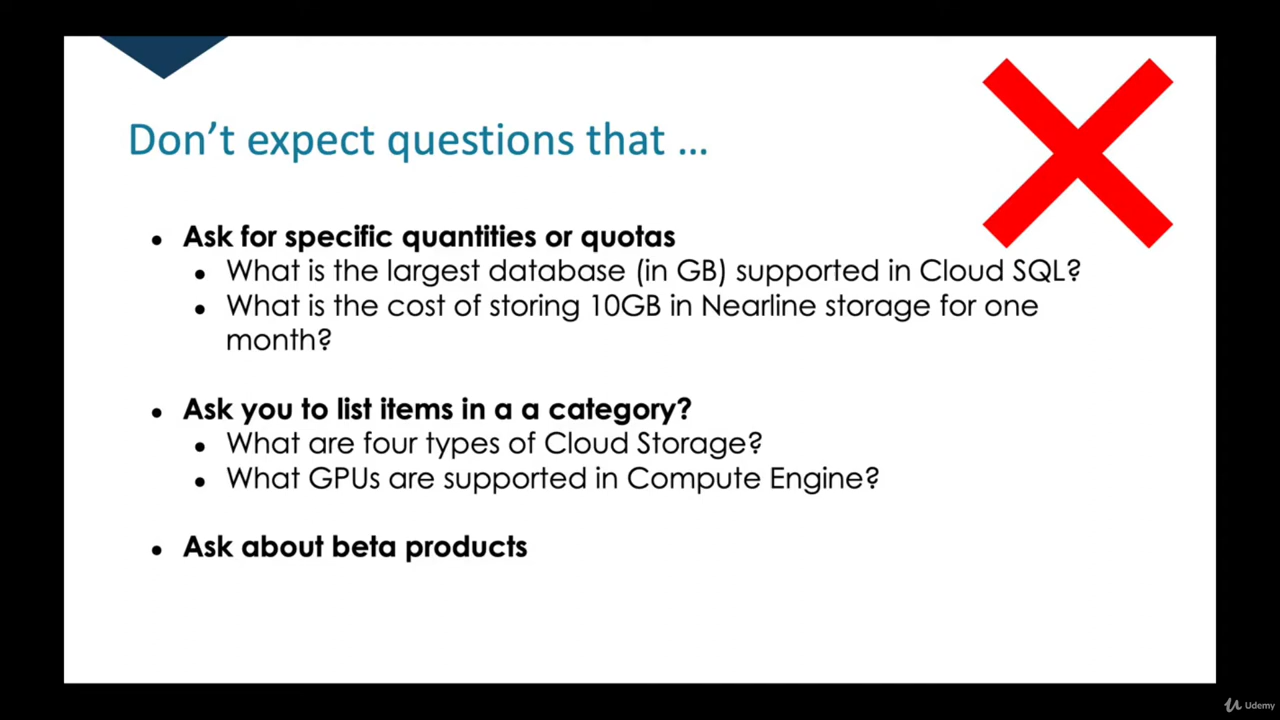 Don't expect questions that ...
• Ask for specific quantities or quotas
• What is the largest database (in GB) supported in Cloud SQL?
• What is the cost of storing 10GB in Nearline storage for one
month?
• Ask you to list items in a a category?
• What are four types of Cloud Storage?
• What GPUs are supported in Compute Engine?
• Ask about beta products
Udemy